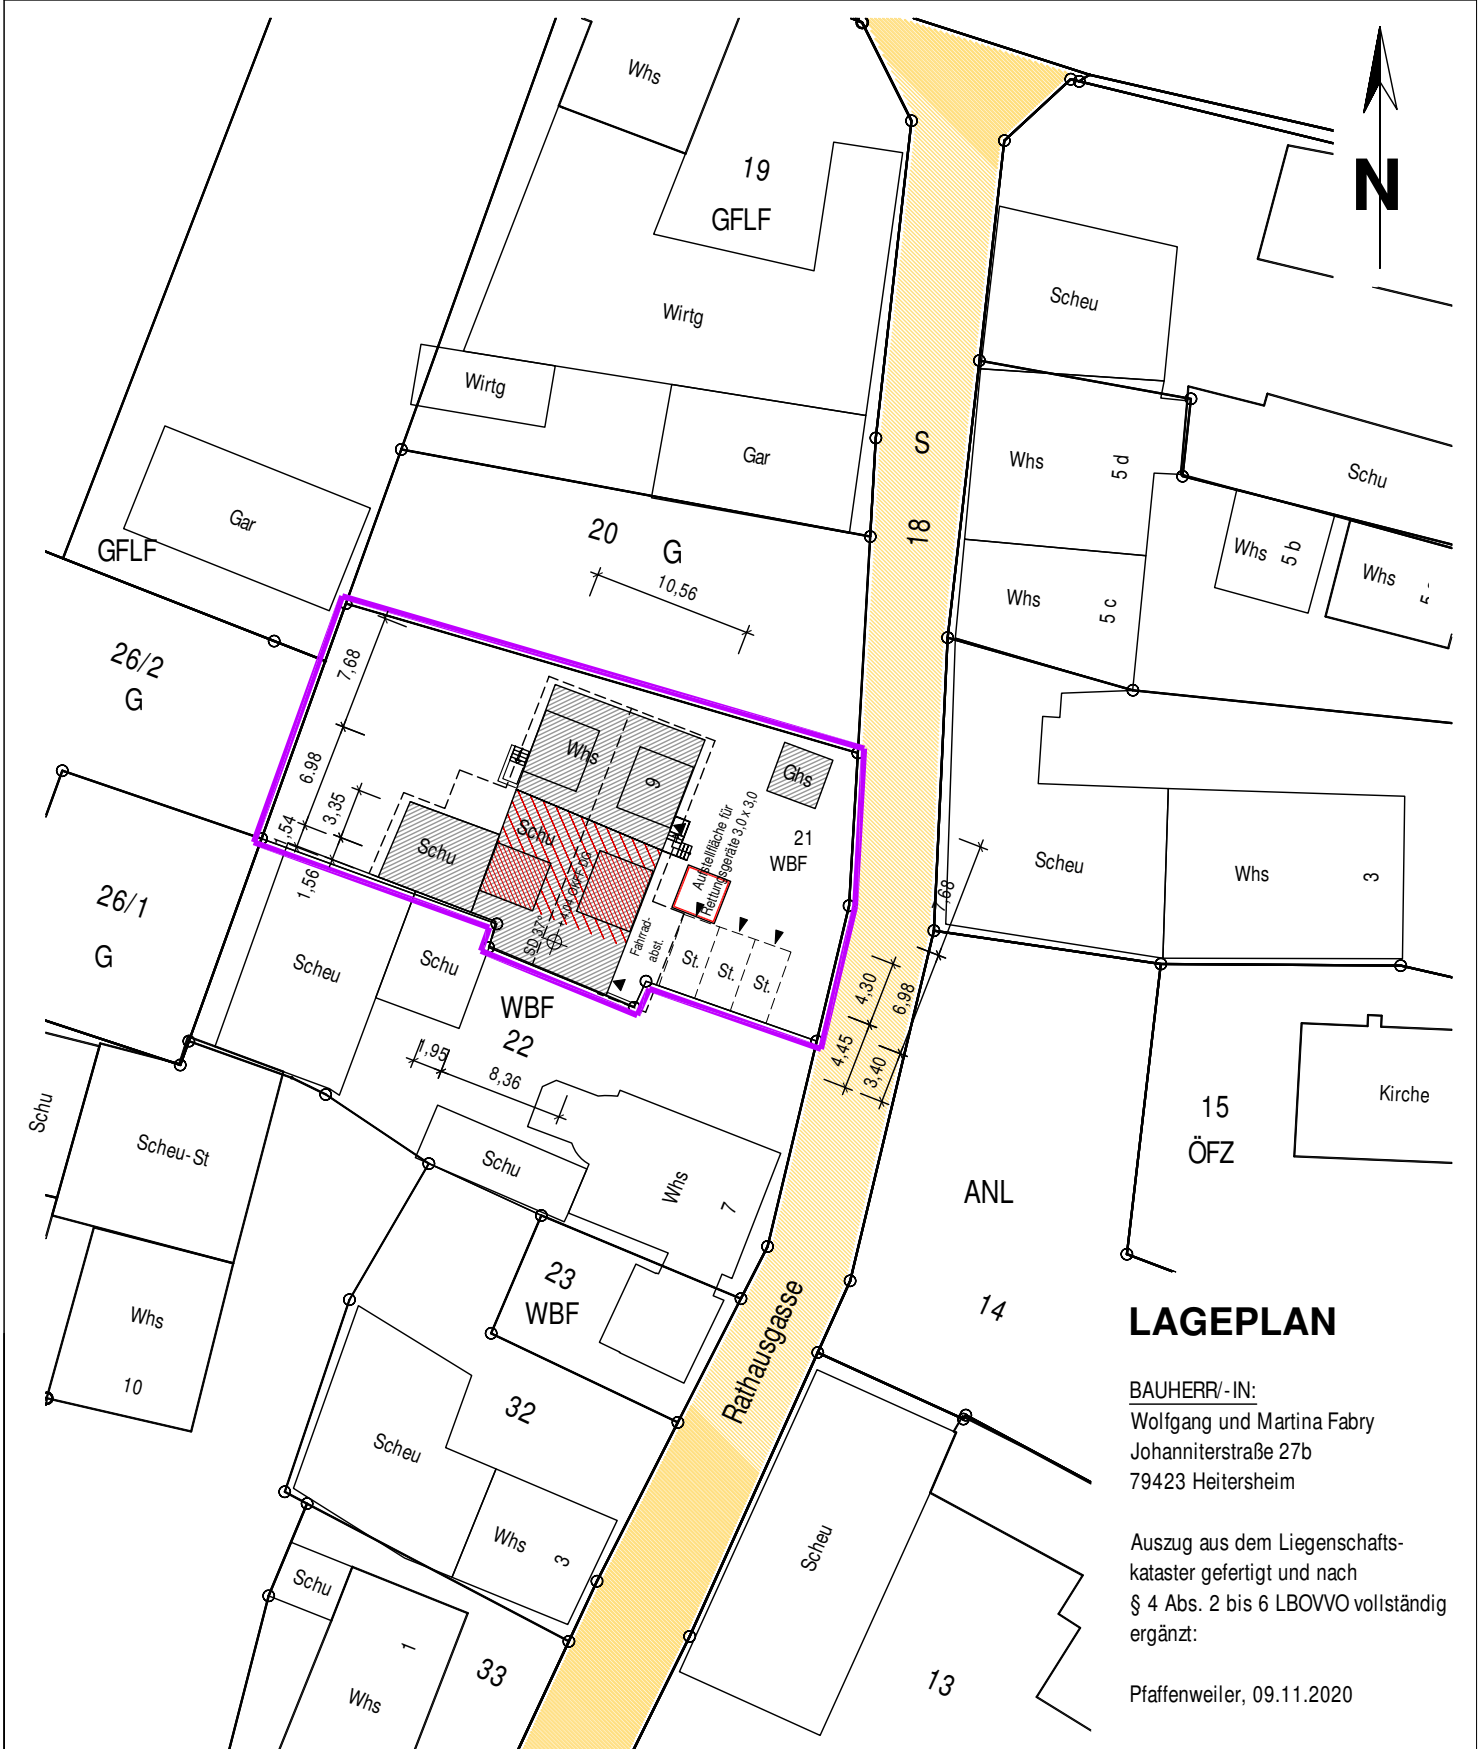 Whs
19
GFLF
N
Scheu
Wirtg
Wirtg
Gar
S
18
Whs
5 d
Schu
Gar
GFLF
20
G
10,56
Whs
5 b
Whs
Whs
5 c
26/2
G
7,68
6.98
3,35
1,54
1,56
Whs
9
Ghs
Schu
Schu
SD 37°
Aufstellfläche für
Rettungsgeräte 3,0 x 3,0
21
WBF
Fahrrad-
abst.
St.
St.
St.
7,68
Scheu
Whs
3
26/1
G
Scheu
Schu
WBF
22
1,95
8,36
4,30
6,98
4,45
3,40
Schu
Scheu-St
Schu
Whs
7
15
ÖFZ
Kirche
ANL
14
23
WBF
Whs
10
Rathausgasse
32
Scheu
Whs
3
Schu
1
Whs
33
Scheu
13
LAGEPLAN
BAUHERR/-IN:
Wolfgang und Martina Fabry
Johanniterstraße 27b
79423 Heitersheim
Auszug aus dem Liegenschafts-
kataster gefertigt und nach
§ 4 Abs. 2 bis 6 LBOVVO vollständig
ergänzt:
Pfaffenweiler, 09.11.2020